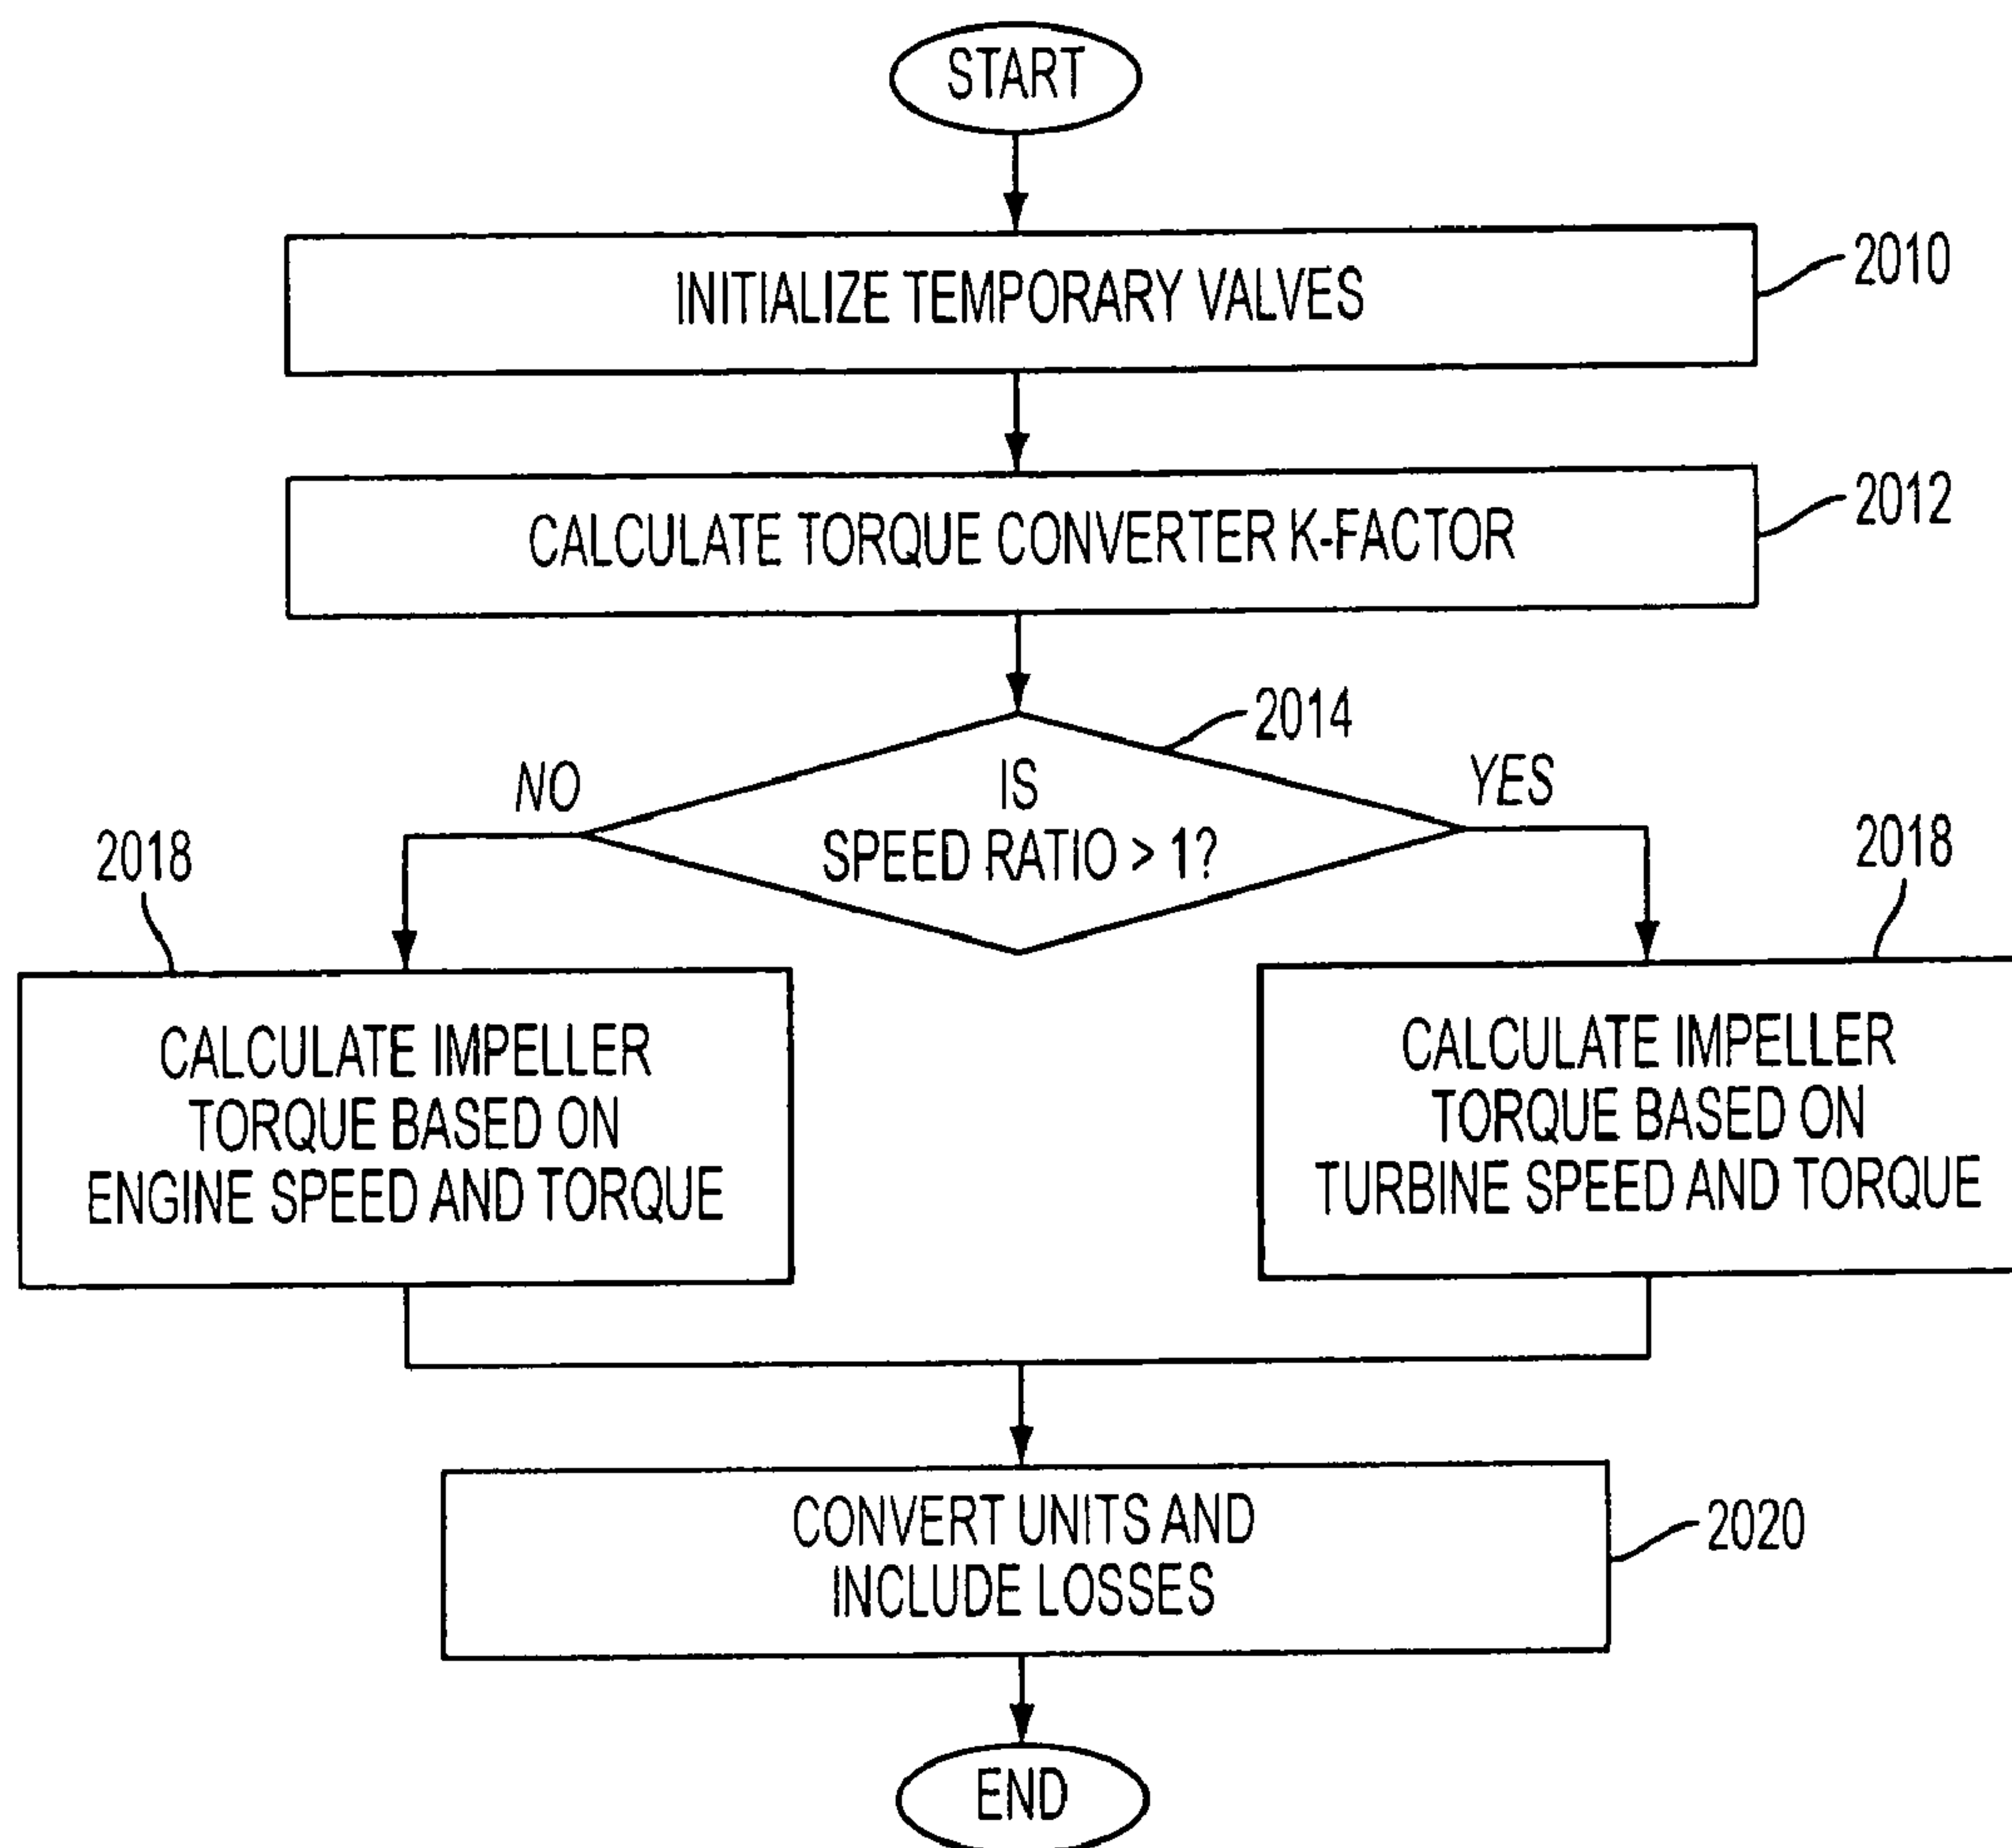 START
INITIALIZE TEMPORARY VALVES
2010
CALCULATE TORQUE CONVERTER K-FACTOR
2012
2014
IS
SPEED RATIO > 1?
NO
YES
2018
2018
CALCULATE IMPELLER
TORQUE BASED ON
ENGINE SPEED AND TORQUE
CALCULATE IMPELLER
TORQUE BASED ON
TURBINE SPEED AND TORQUE
CONVERT UNITS AND
INCLUDE LOSSES
2020
END